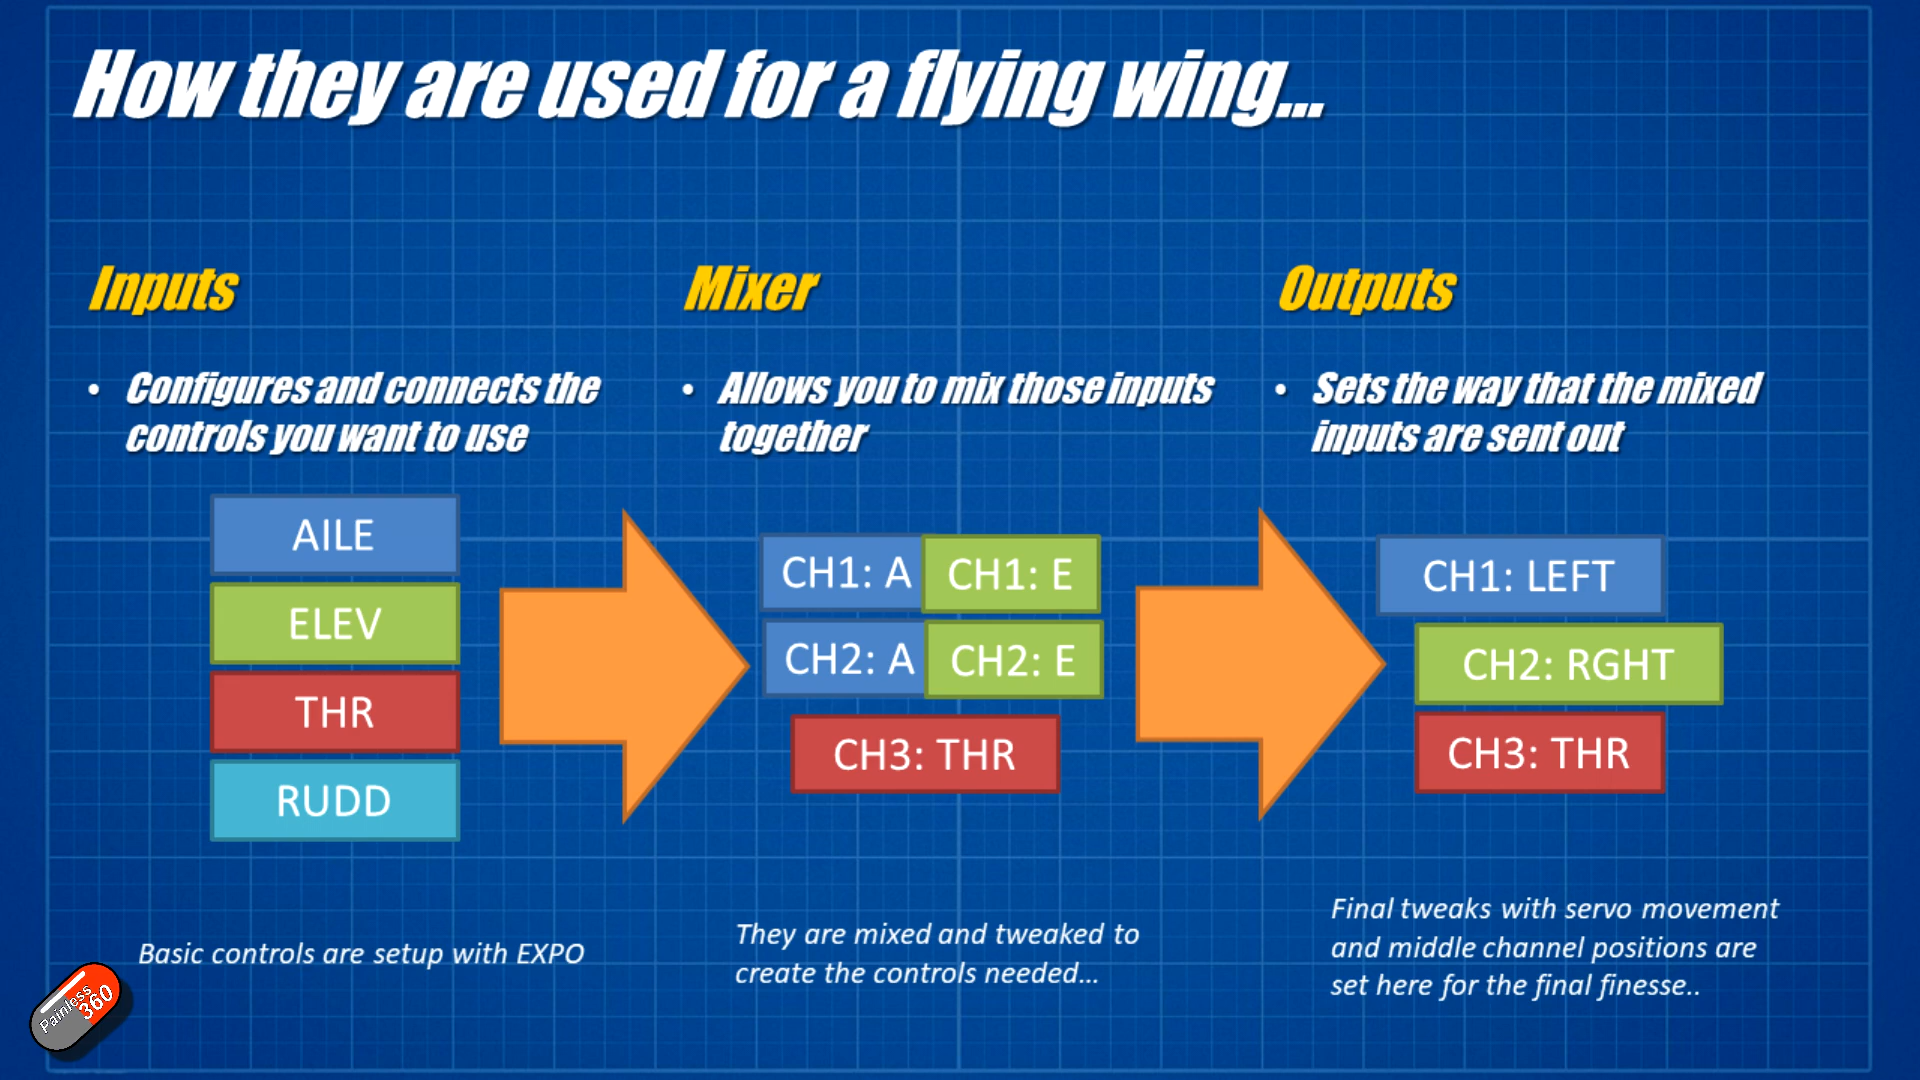 How they are used for a flying wing...
Inputs
• Configures and connects the
controls you want to use
AILE
ELEV
THR
RUDD
Basic controls are setup with EXPO
Mixer
• Allows you to mix those inputs
together
CH1: A CH1: E
CH2: A CH2: E
CH3: THR
They are mixed and tweaked to
create the controls needed...
Outputs
• Sets the way that the mixed
inputs are sent out
CH1: LEFT
CH2: RGHT
CH3: THR
Final tweaks with servo movement
and middle channel positions are
set here for the final finesse..
Painless
360